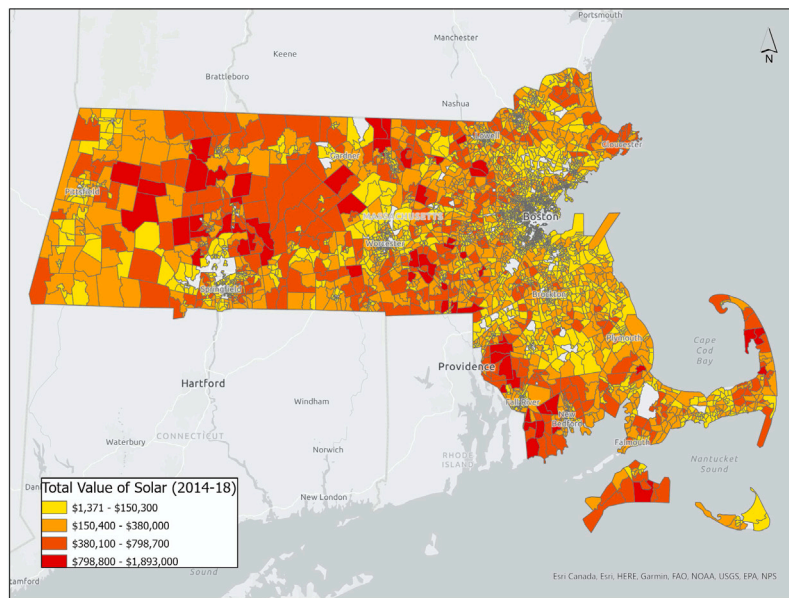 Portsmouth
Manchester
Keene
N
Brattleboro
Nashua
Lowell
Gardner
Gloucester
Pittsfield
MASSACHUSETTS
Boston
Worcester
Springfield
Brockton
Plymouth
Cape
Cod
Bay
Providence
Hartford
Fall River
New
Bedford
Windham
Falmouth
Waterbury
CONNECTICUT
Norwich
RHODE
ISLAND
Nantucket
Sound
New London
Total Value of Solar (2014-18)
$1,371 - $150,300
$150,400 - $380,000
$380,100 - $798,700
$798,800 - $1,893,000
Dan
Sound
tamford
Esri Canada, Esri, HERE, Garmin, FAO, NOAA, USGS, EPA, NPS